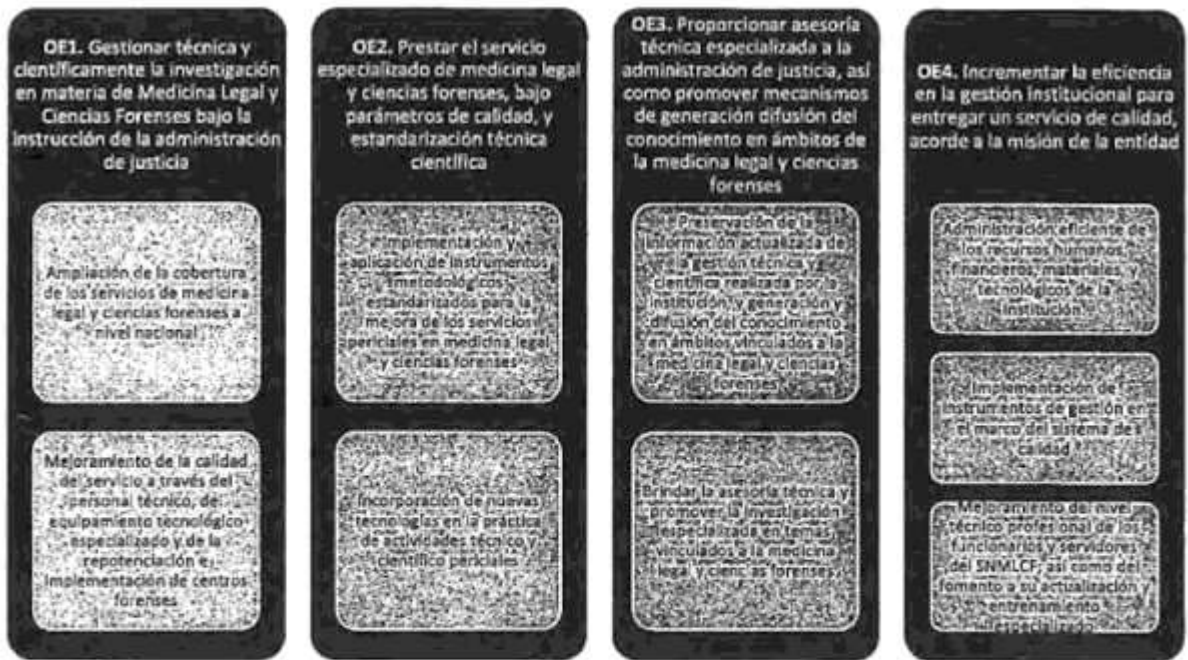 OE1. Gestionar técnica y
científicamente la investigación
en materia de Medicina Legal y
Ciencias Forenses bajo la
instrucción de la administración
de justicia
Ampliación de la cobertura
de los servicios de medicina
legal y ciencias forenses a
nivel nacional
Mejoramiento de la calidad
del servicio a través del
personal técnico, de
equipamiento tecnológico
especializado y de la
repotenciación e
implementación de centros
forenses
OE2. Prestar el servicio
especializado de medicina legal
y ciencias forenses, bajo
parámetros de calidad, y
estandarización técnica
científica
Implementación y
aplicación de instrumentos
metodológicos
estandarizados para la
mejora de los servicios
periciales en medicina legal
y ciencias forenses
Incorporación de nuevas
tecnologías en la práctica
de actividades técnico y
científico periciales
OE3. Proporcionar asesoría
técnica especializada a la
administración de justicia, así
como promover mecanismos
de generación difusión del
conocimiento en ámbitos de
la medicina legal y ciencias
forenses
Preservación de la
información actualizada de
la gestión técnica y
científica realizada por la
institución, y generación y
difusión del conocimiento
en ámbitos vinculados a la
medicina legal y ciencias
forenses
Brindar la asesoría técnica y
promover la investigación
especializada en temas
vinculados a la medicina
legal y ciencias forenses
OE4. Incrementar la eficiencia
en la gestión institucional para
entregar un servicio de calidad,
acorde a la misión de la entidad
Administración eficiente de
los recursos humanos,
financieros, materiales, y
tecnológicos de la
institución.
Implementación de
instrumentos de gestión en
el marco del sistema de
calidad
Mejoramiento del nivel
técnico profesional de los
funcionarios y servidores
del SNMLCF, así como del
fomento a su actualización y
entrenamiento
especializado